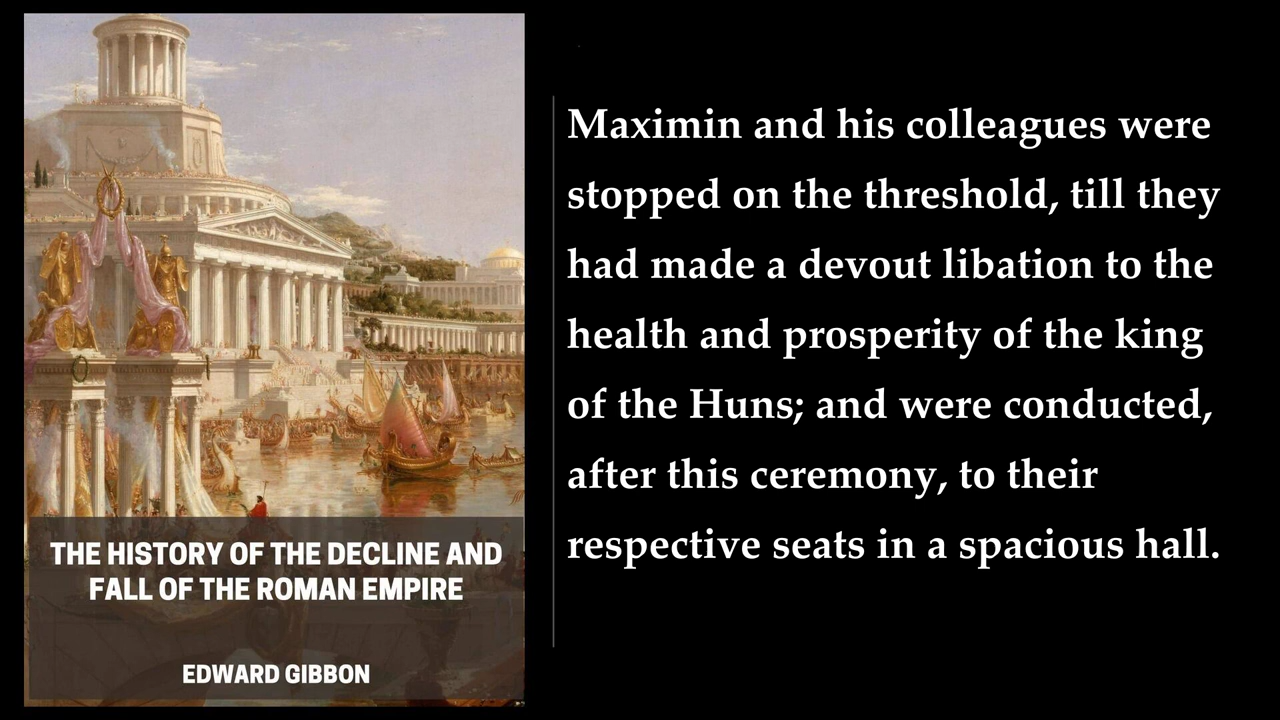 THE HISTORY OF THE DECLINE AND
FALL OF THE ROMAN EMPIRE
EDWARD GIBBON
Maximin and his colleagues were
stopped on the threshold, till they
had made a devout libation to the
health and prosperity of the king
of the Huns; and were conducted,
after this ceremony, to their
respective seats in a spacious hall.